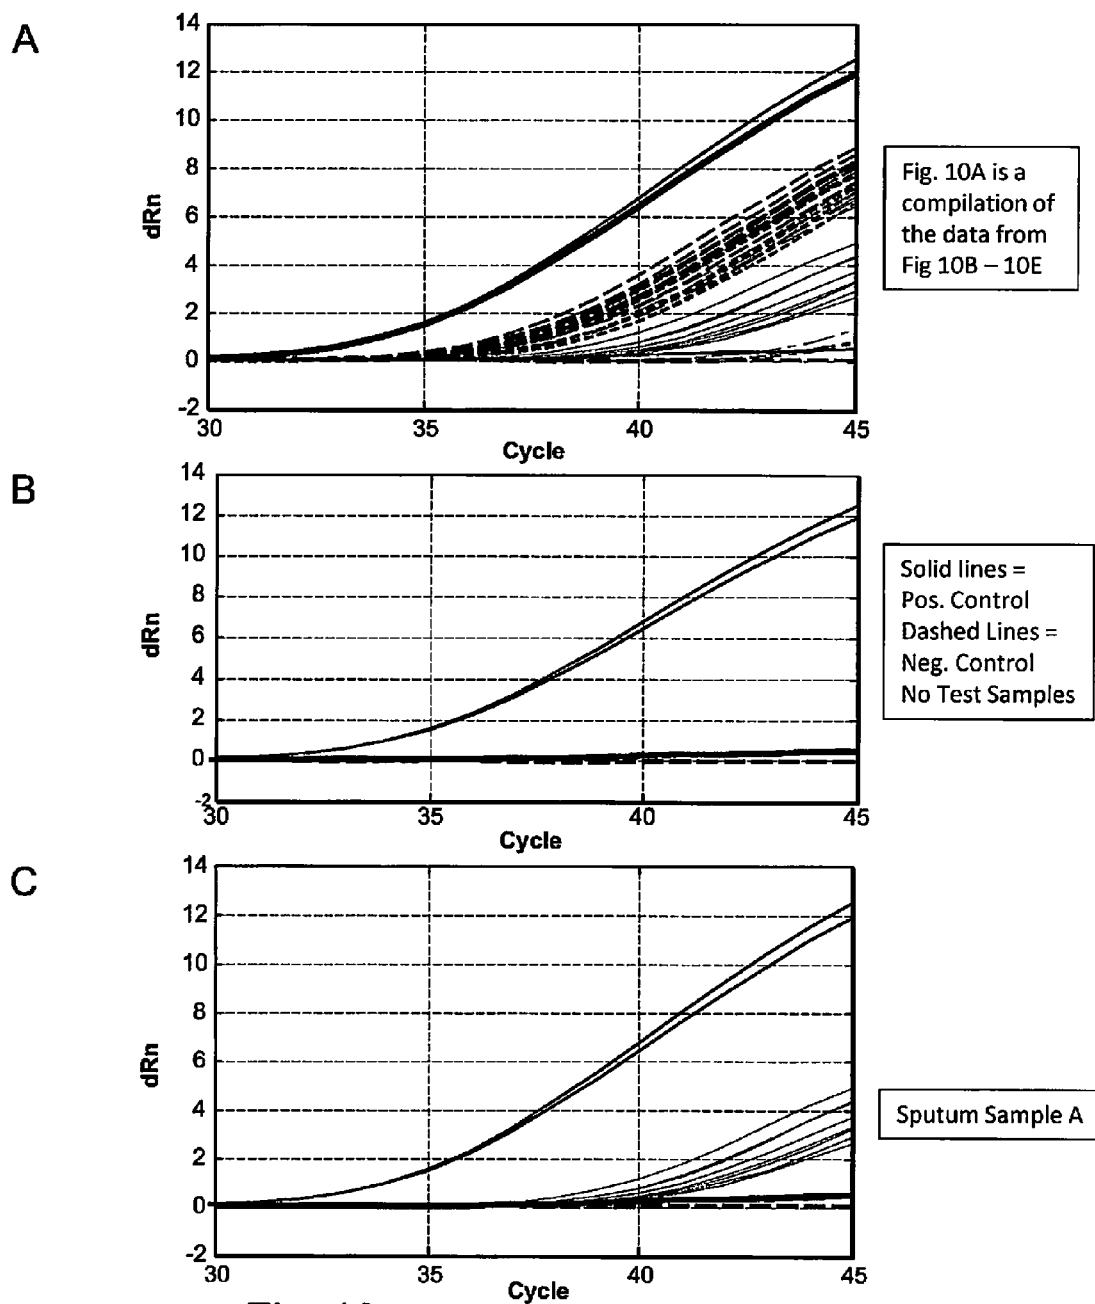 A
14
12
10
8
6
4
2
0
-2
dRn
30 35 40 45
Cycle
Fig. 10A is a
compilation of
the data from
Fig 10B – 10E
B
14
12
10
8
6
4
2
0
-2
dRn
30 35 40 45
Cycle
Solid lines =
Pos. Control
Dashed Lines =
Neg. Control
No Test Samples
C
14
12
10
8
6
4
2
0
-2
dRn
30 35 40 45
Cycle
Sputum Sample A